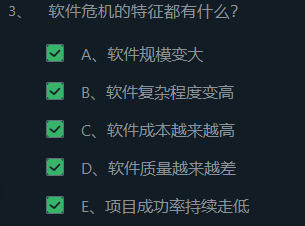 3、 软件危机的特征都有什么？
A、软件规模变大
B、软件复杂程度变高
C、软件成本越来越高
D、软件质量越来越差
E、项目成功率持续走低